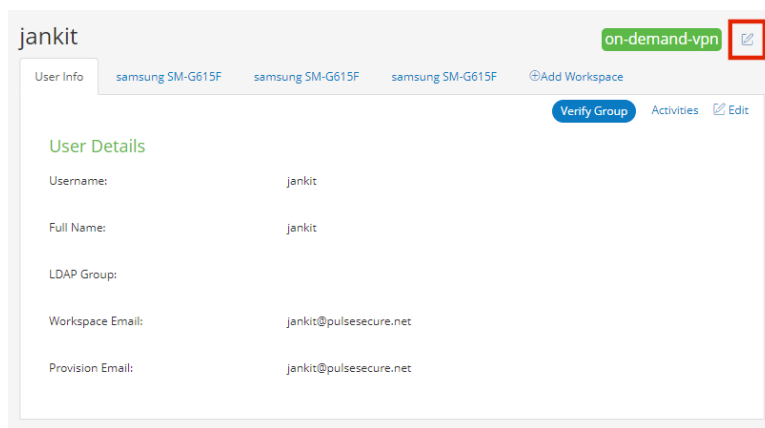 jankit
on-demand-vpn
User Info samsung SM-G615F samsung SM-G615F samsung SM-G615F ⊕Add Workspace
Verify Group Activities Edit
User Details
Username: jankit
Full Name: jankit
LDAP Group:
Workspace Email: jankit@pulsesecure.net
Provision Email: jankit@pulsesecure.net